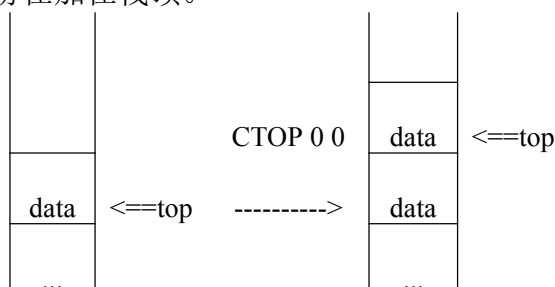 CTOP 0 0 data <==top
data <==top ----------> data
... ...